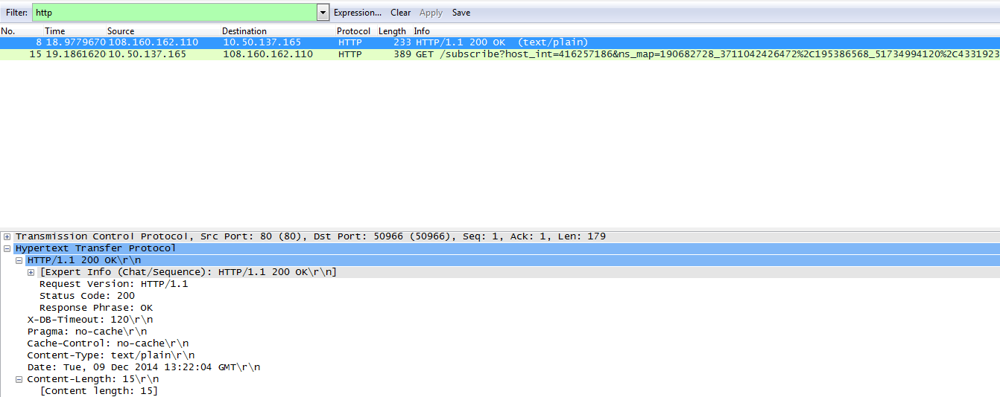 Filter: http Expression... Clear Apply Save
No. Time Source Destination Protocol Length Info
8 18.9779670 108.160.162.110 10.50.137.165 HTTP 233 HTTP/1.1 200 OK (text/plain)
15 19.1861620 10.50.137.165 108.160.162.110 HTTP 389 GET /subscribe?host_int=416257186&ns_map=190682728_3711042426472%2C195386568_51734994120%2C4331923
Transmission Control Protocol, Src Port: 80 (80), Dst Port: 50966 (50966), Seq: 1, Ack: 1, Len: 179
Hypertext Transfer Protocol
HTTP/1.1 200 OK\r\n
[Expert Info (Chat/Sequence): HTTP/1.1 200 OK\r\n]
Request Version: HTTP/1.1
Status Code: 200
Response Phrase: OK
X-DB-Timeout: 120\r\n
Pragma: no-cache\r\n
Cache-Control: no-cache\r\n
Content-Type: text/plain\r\n
Date: Tue, 09 Dec 2014 13:22:04 GMT\r\n
Content-Length: 15\r\n
[Content length: 15]